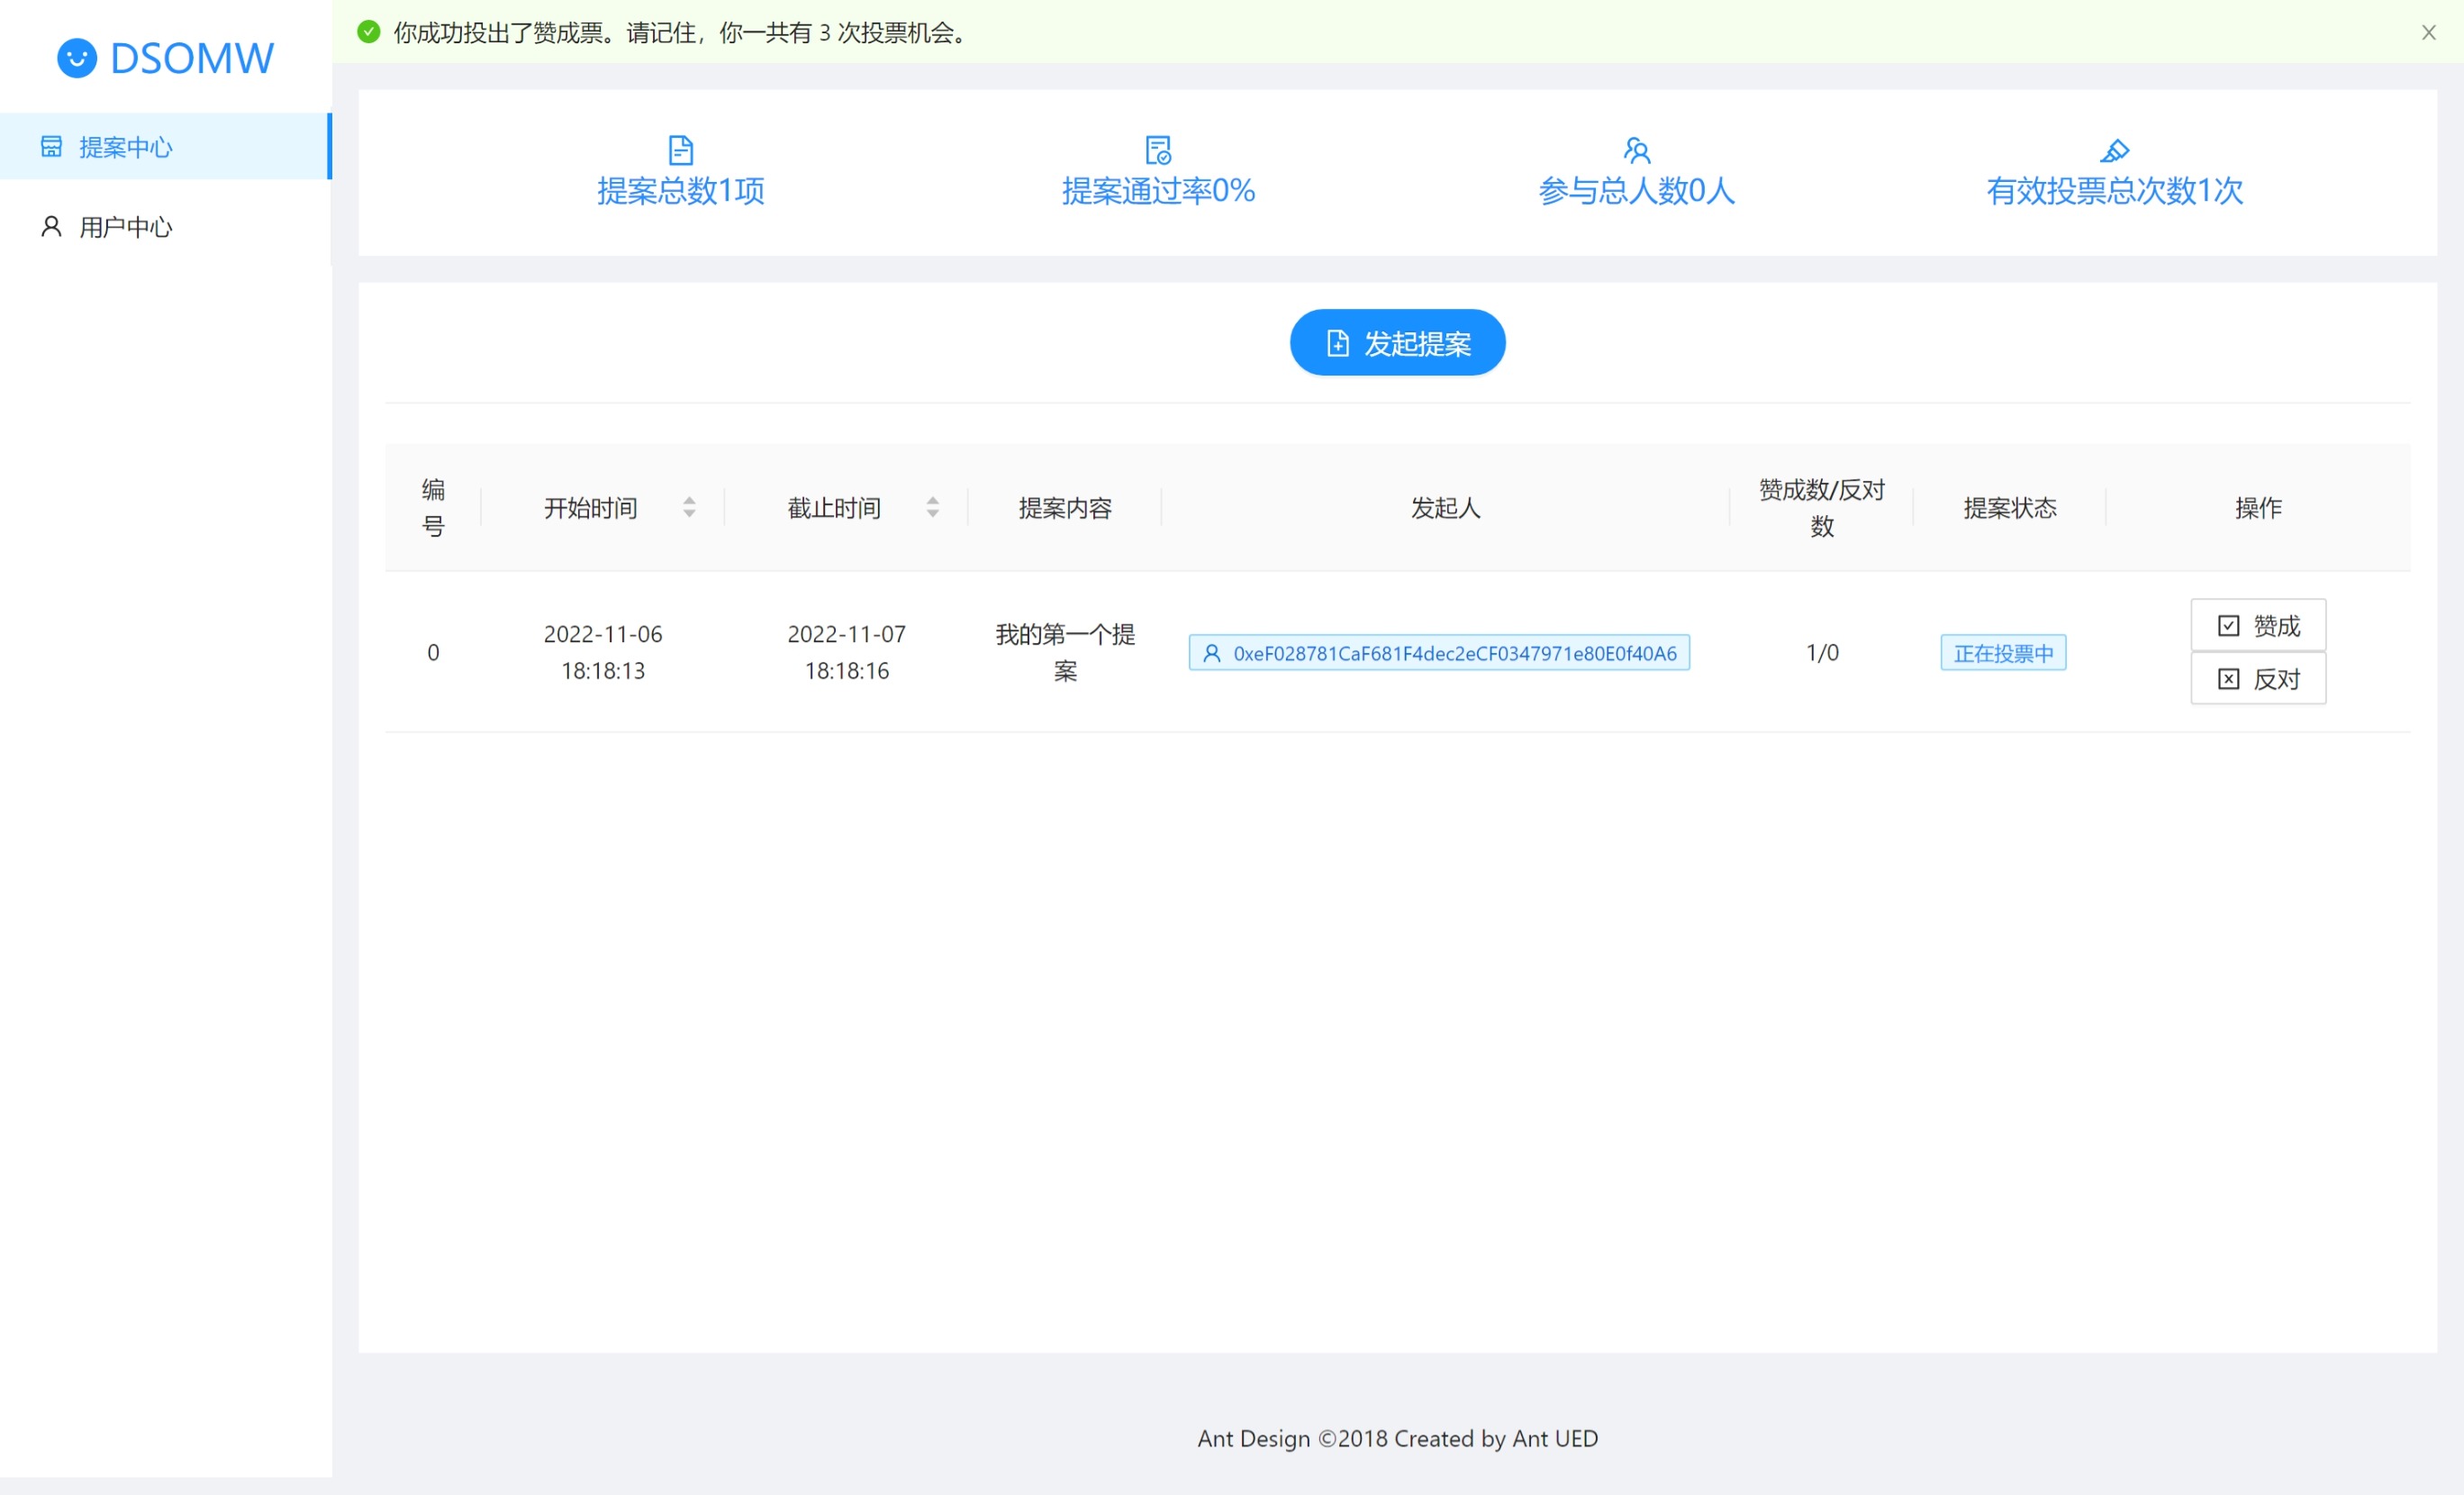 你成功投出了赞成票。请记住，你一共有 3 次投票机会。
DSOMW
提案中心
用户中心
提案总数1项
提案通过率0%
参与总人数0人
有效投票总次数1次
发起提案
编
号
开始时间
截止时间
提案内容
发起人
赞成数/反对
数
提案状态
操作
0
2022-11-06
18:18:13
2022-11-07
18:18:16
我的第一个提
案
0xeF028781CaF681F4dec2eCF0347971e80E0f40A6
1/0
正在投票中
赞成
反对
Ant Design ©2018 Created by Ant UED